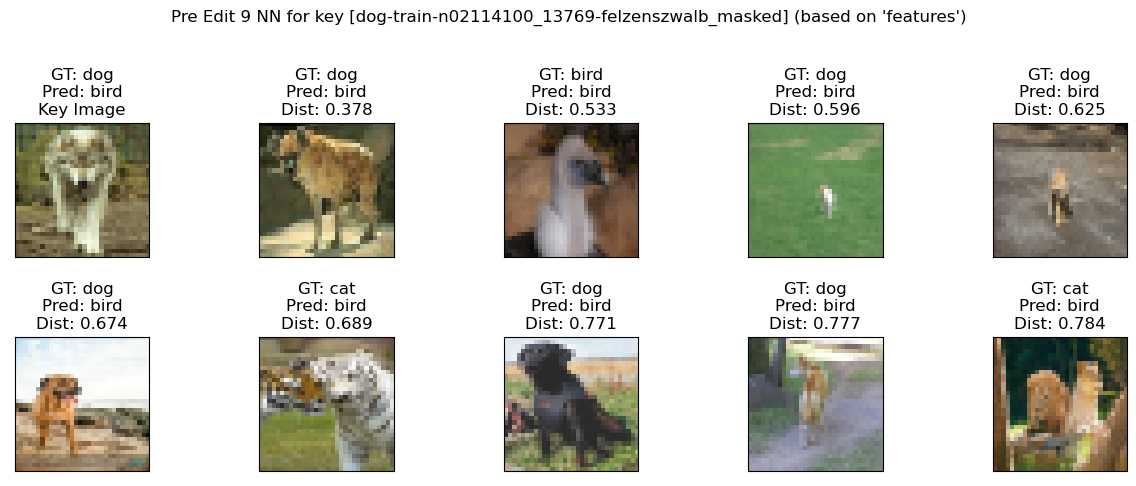 Pre Edit 9 NN for key [dog-train-n02114100_13769-felzenszwalb_masked] (based on 'features')
GT: dog
Pred: bird
Key Image
GT: dog
Pred: bird
Dist: 0.378
GT: bird
Pred: bird
Dist: 0.533
GT: dog
Pred: bird
Dist: 0.596
GT: dog
Pred: bird
Dist: 0.625
GT: dog
Pred: bird
Dist: 0.674
GT: cat
Pred: bird
Dist: 0.689
GT: dog
Pred: bird
Dist: 0.771
GT: dog
Pred: bird
Dist: 0.777
GT: cat
Pred: bird
Dist: 0.784